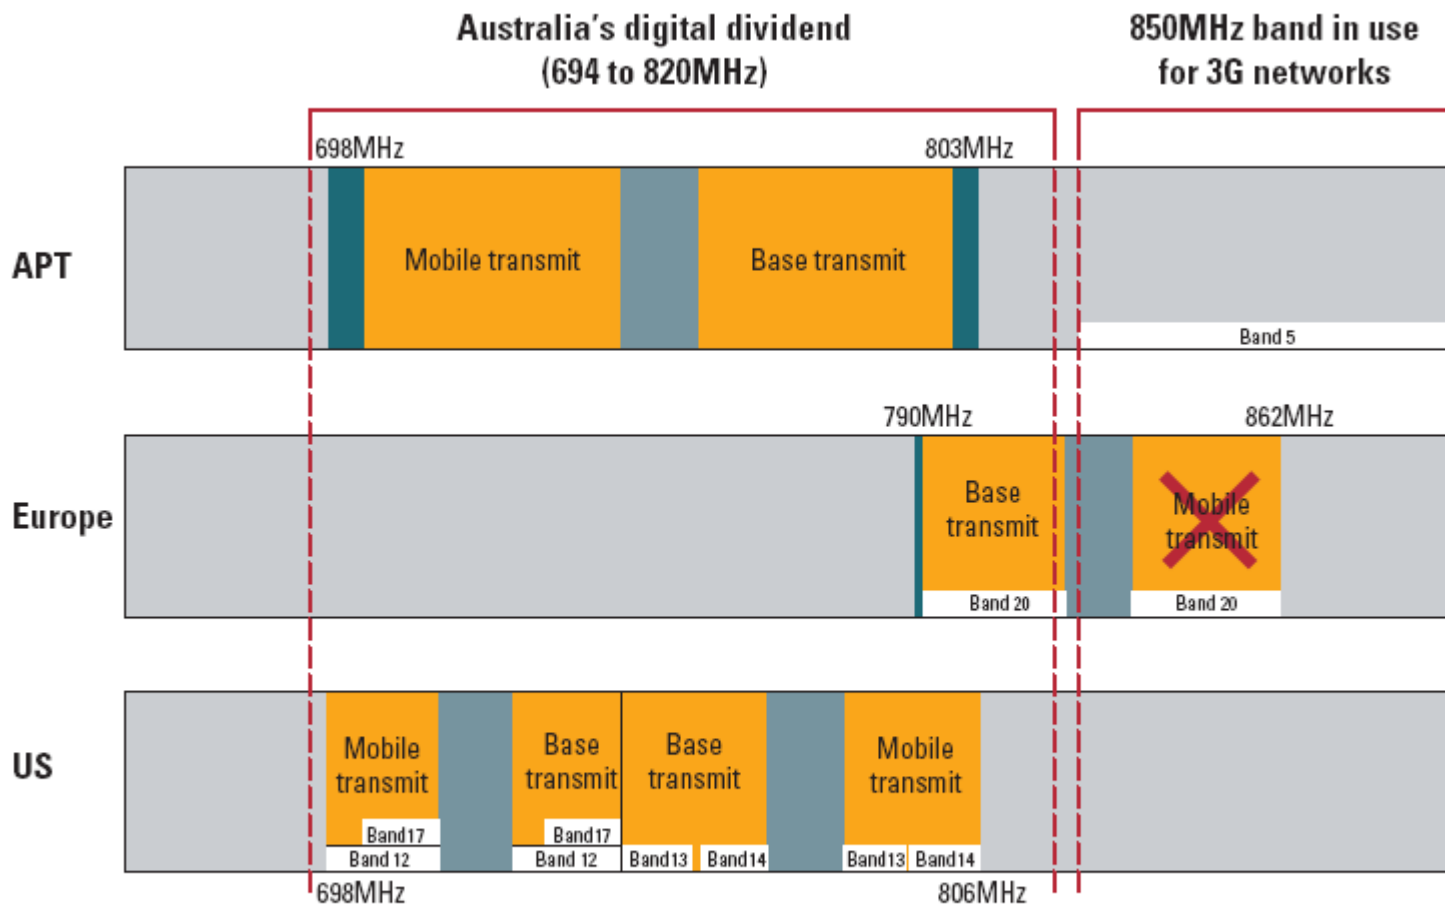 Australia's digital dividend
(694 to 820MHz)
850MHz band in use
for 3G networks
698MHz
803MHz
APT
Mobile transmit
Base transmit
Band 5
790MHz
862MHz
Europe
Base
transmit
Mobile
transmit
Band 20
Band 20
US
Mobile
transmit
Base
transmit
Base
transmit
Mobile
transmit
Band17
Band17
Band 12
Band 12
Band13
Band14
Band13
Band14
698MHz
806MHz